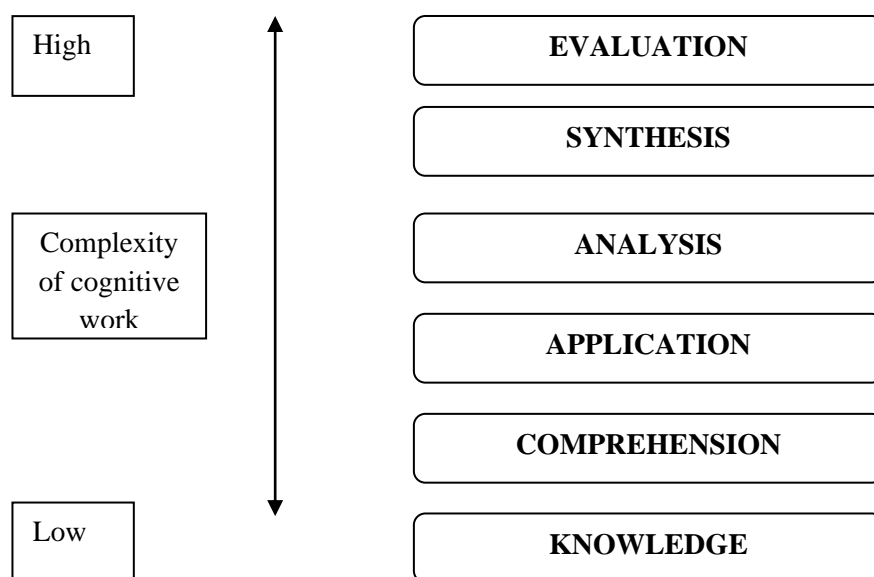 High
EVALUATION
SYNTHESIS
Complexity
of cognitive
work
ANALYSIS
APPLICATION
COMPREHENSION
Low
KNOWLEDGE